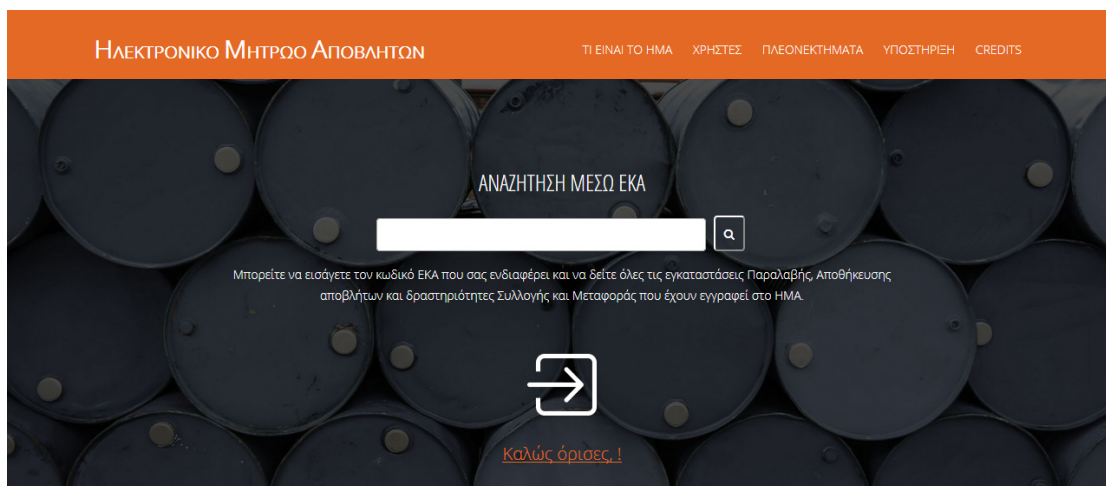 Ηλεκτρονικο Μητρωο Αποβλητων
ΤΙ ΕΙΝΑΙ ΤΟ ΗΜΑ ΧΡΗΣΤΕΣ ΠΛΕΟΝΕΚΤΗΜΑΤΑ ΥΠΟΣΤΗΡΙΞΗ CREDITS
ΑΝΑΖΗΤΗΣΗ ΜΕΣΩ ΕΚΑ
Μπορείτε να εισάγετε τον κωδικό ΕΚΑ που σας ενδιαφέρει και να δείτε όλες τις εγκαταστάσεις Παραλαβής, Αποθήκευσης
αποβλήτων και δραστηριότητες Συλλογής και Μεταφοράς που έχουν εγγραφεί στο ΗΜΑ.
Καλώς όρισες, !